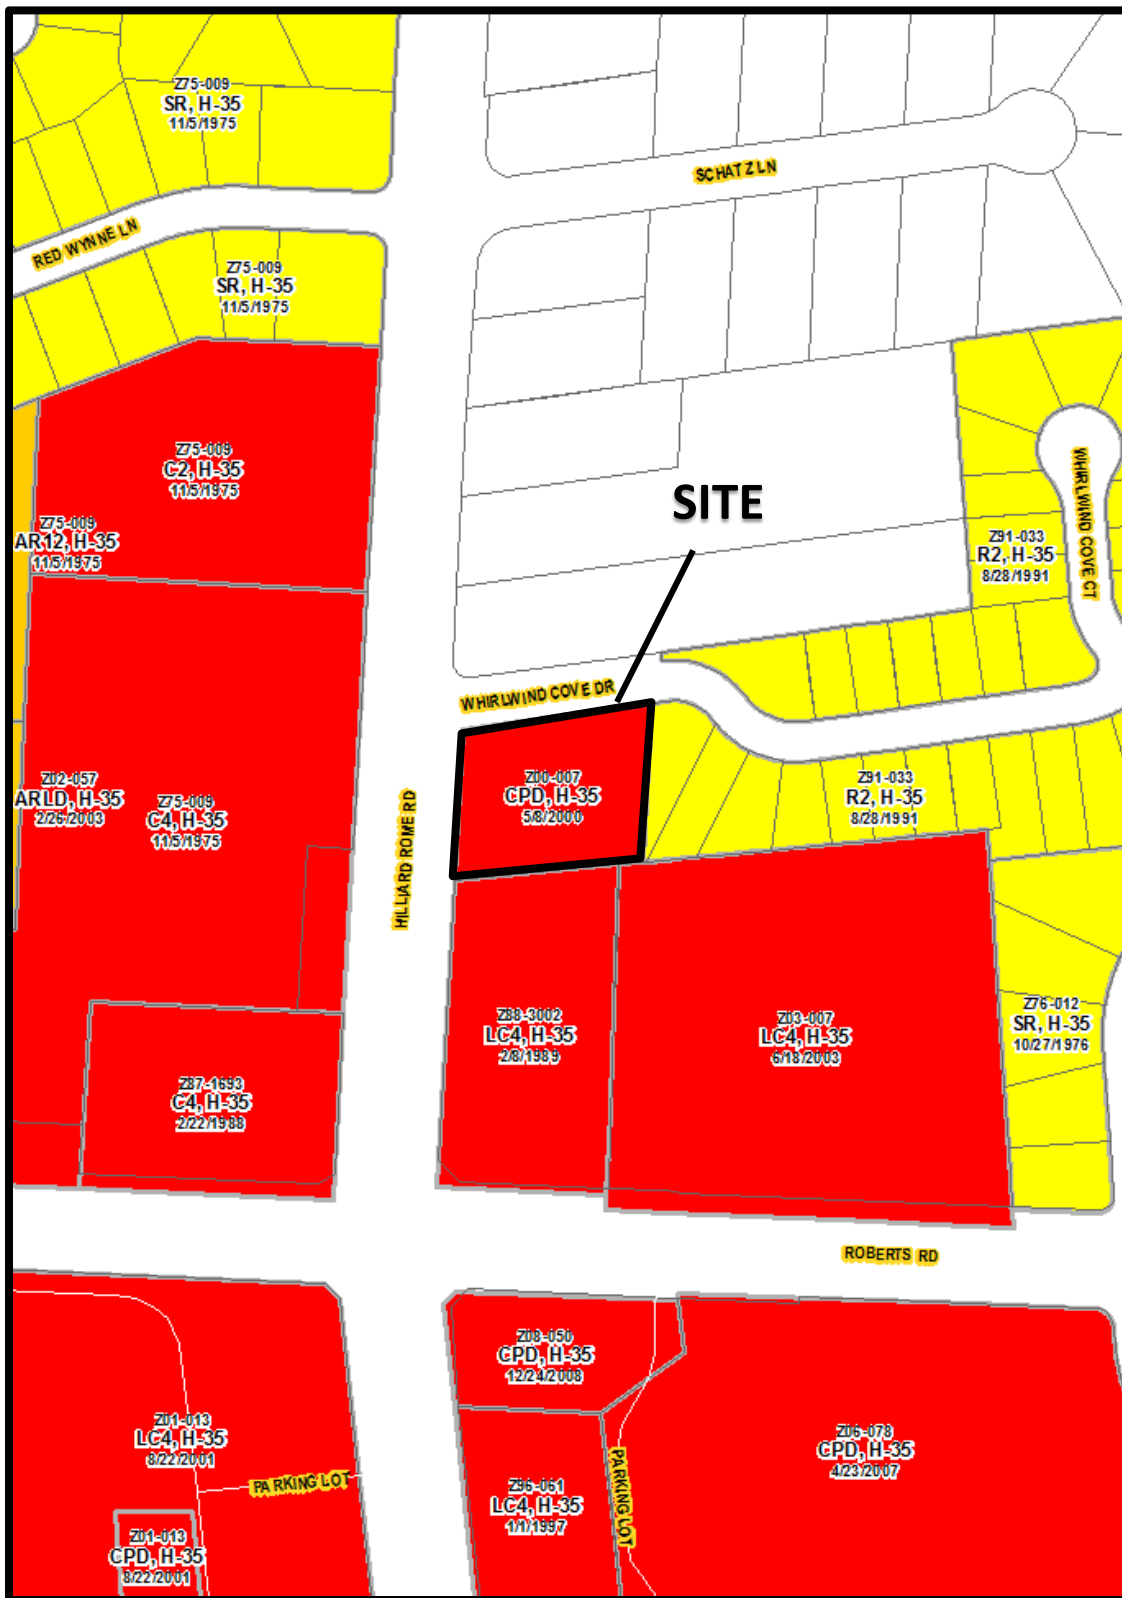 Z75-009
SR, H-35
11/5/1975
SCHATZ LN
RED WYNNE LN
Z75-009
SR, H-35
11/5/1975
Z75-009
C2, H-35
11/5/1975
SITE
WHIRLWIND COVE CT
Z75-009
AR12, H-35
11/5/1975
Z91-033
R2, H-35
8/28/1991
WHIRLWIND COVE DR
Z00-007
CPD, H-35
5/8/2000
Z02-057
ARLD, H-35
2/26/2003
Z75-009
C4, H-35
11/5/1975
HILLIARD ROME RD
Z91-033
R2, H-35
8/28/1991
Z88-3002
LC4, H-35
2/8/1989
Z03-007
LC4, H-35
6/18/2003
Z76-012
SR, H-35
10/27/1976
Z87-1693
C4, H-35
2/22/1988
ROBERTS RD
Z08-050
CPD, H-35
12/24/2008
Z01-013
LC4, H-35
8/22/2001
PARKING LOT
Z06-078
CPD, H-35
4/23/2007
Z96-061
LC4, H-35
1/1/1997
PARKING LOT
Z01-013
CPD, H-35
8/22/2001